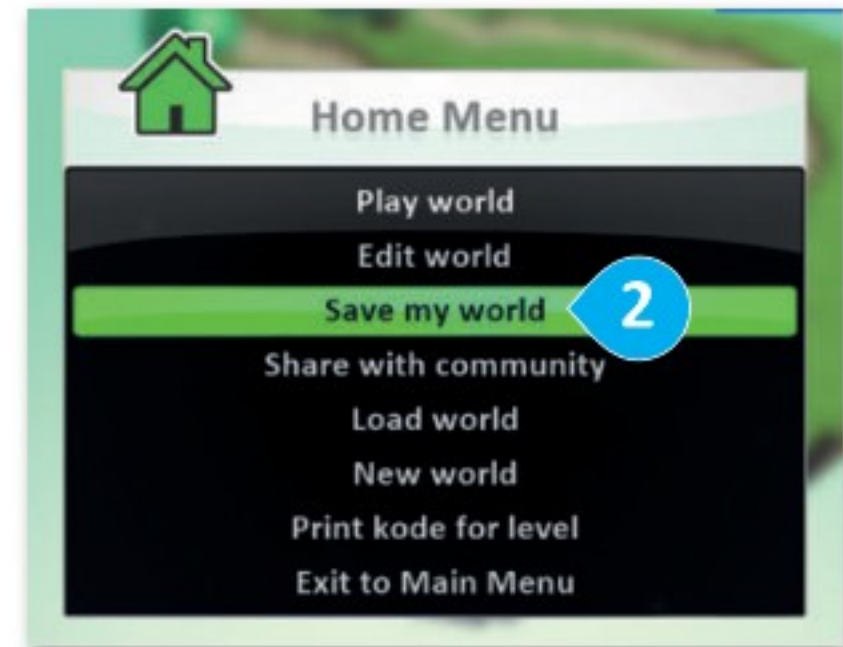 Home Menu
Play world
Edit world
Save my world 2
Share with community
Load world
New world
Print kode for level
Exit to Main Menu